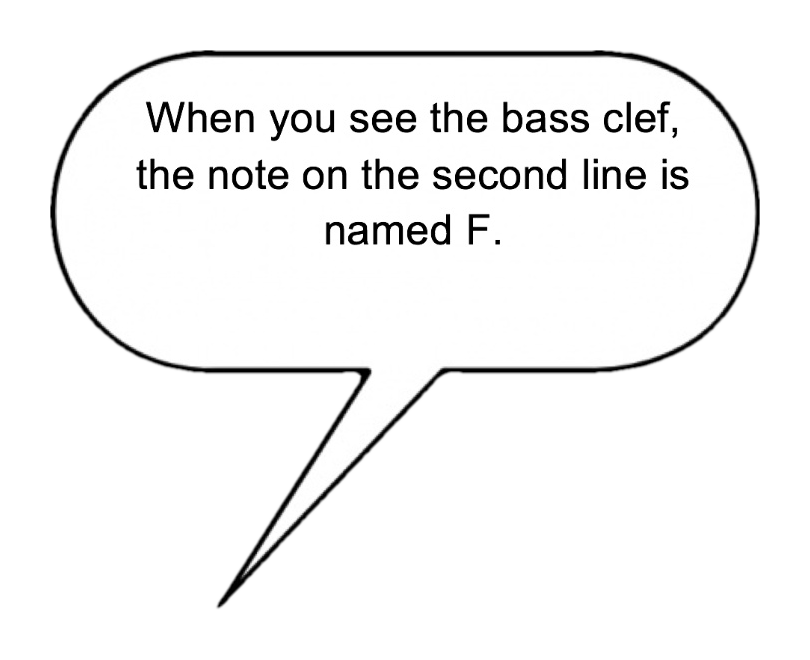 When you see the bass clef,
the note on the second line is
named F.